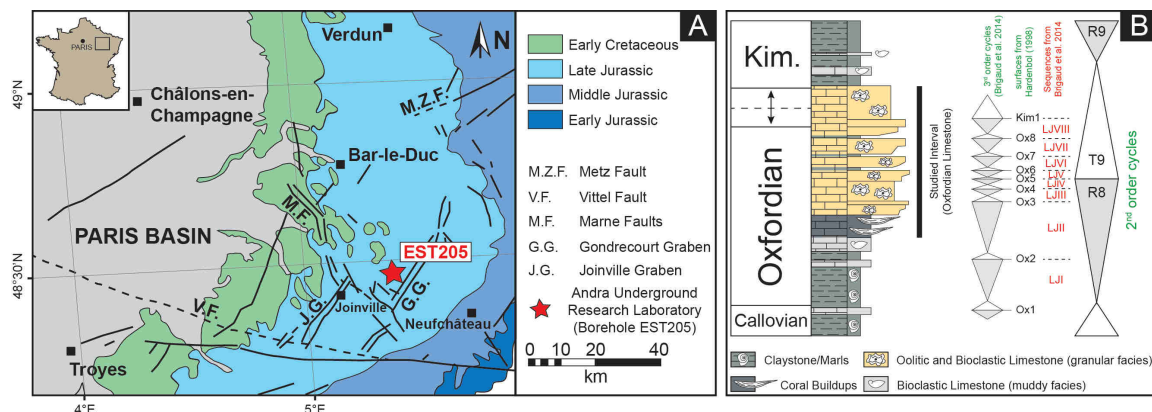 A
PARIS
Verdun
N
49°N
Châlons-en-
Champagne
M.Z.F.
Bar-le-Duc
M.F.
PARIS BASIN
EST205
48°30'N
G.G.
J.G.
Joinville
V.F.
Neufchâteau
Troyes
4°E
5°E
Early Cretaceous
Late Jurassic
Middle Jurassic
Early Jurassic
M.Z.F. Metz Fault
V.F. Vittel Fault
M.F. Marne Faults
G.G. Gondrecourt Graben
J.G. Joinville Graben
Andra Underground
Research Laboratory
(Borehole EST205)
0 10 20 40
km
B
Kim.
Oxfordian
Callovian
Studied Interval
(Oxfordian Limestone)
3rd order cycles
(Brigaud et al. 2014)
surfaces from
Hardenbol (1998)
Sequences from
Brigaud et al. 2014
Kim1
LJVIII
Ox8
LJVII
Ox7
LJVI
Ox6
LJV
Ox5
LJIV
Ox4
LJIII
Ox3
LJII
Ox2
LJI
Ox1
R9
T9
R8
2nd order cycles
Claystone/Marls
Oolitic and Bioclastic Limestone (granular facies)
Coral Buildups
Bioclastic Limestone (muddy facies)